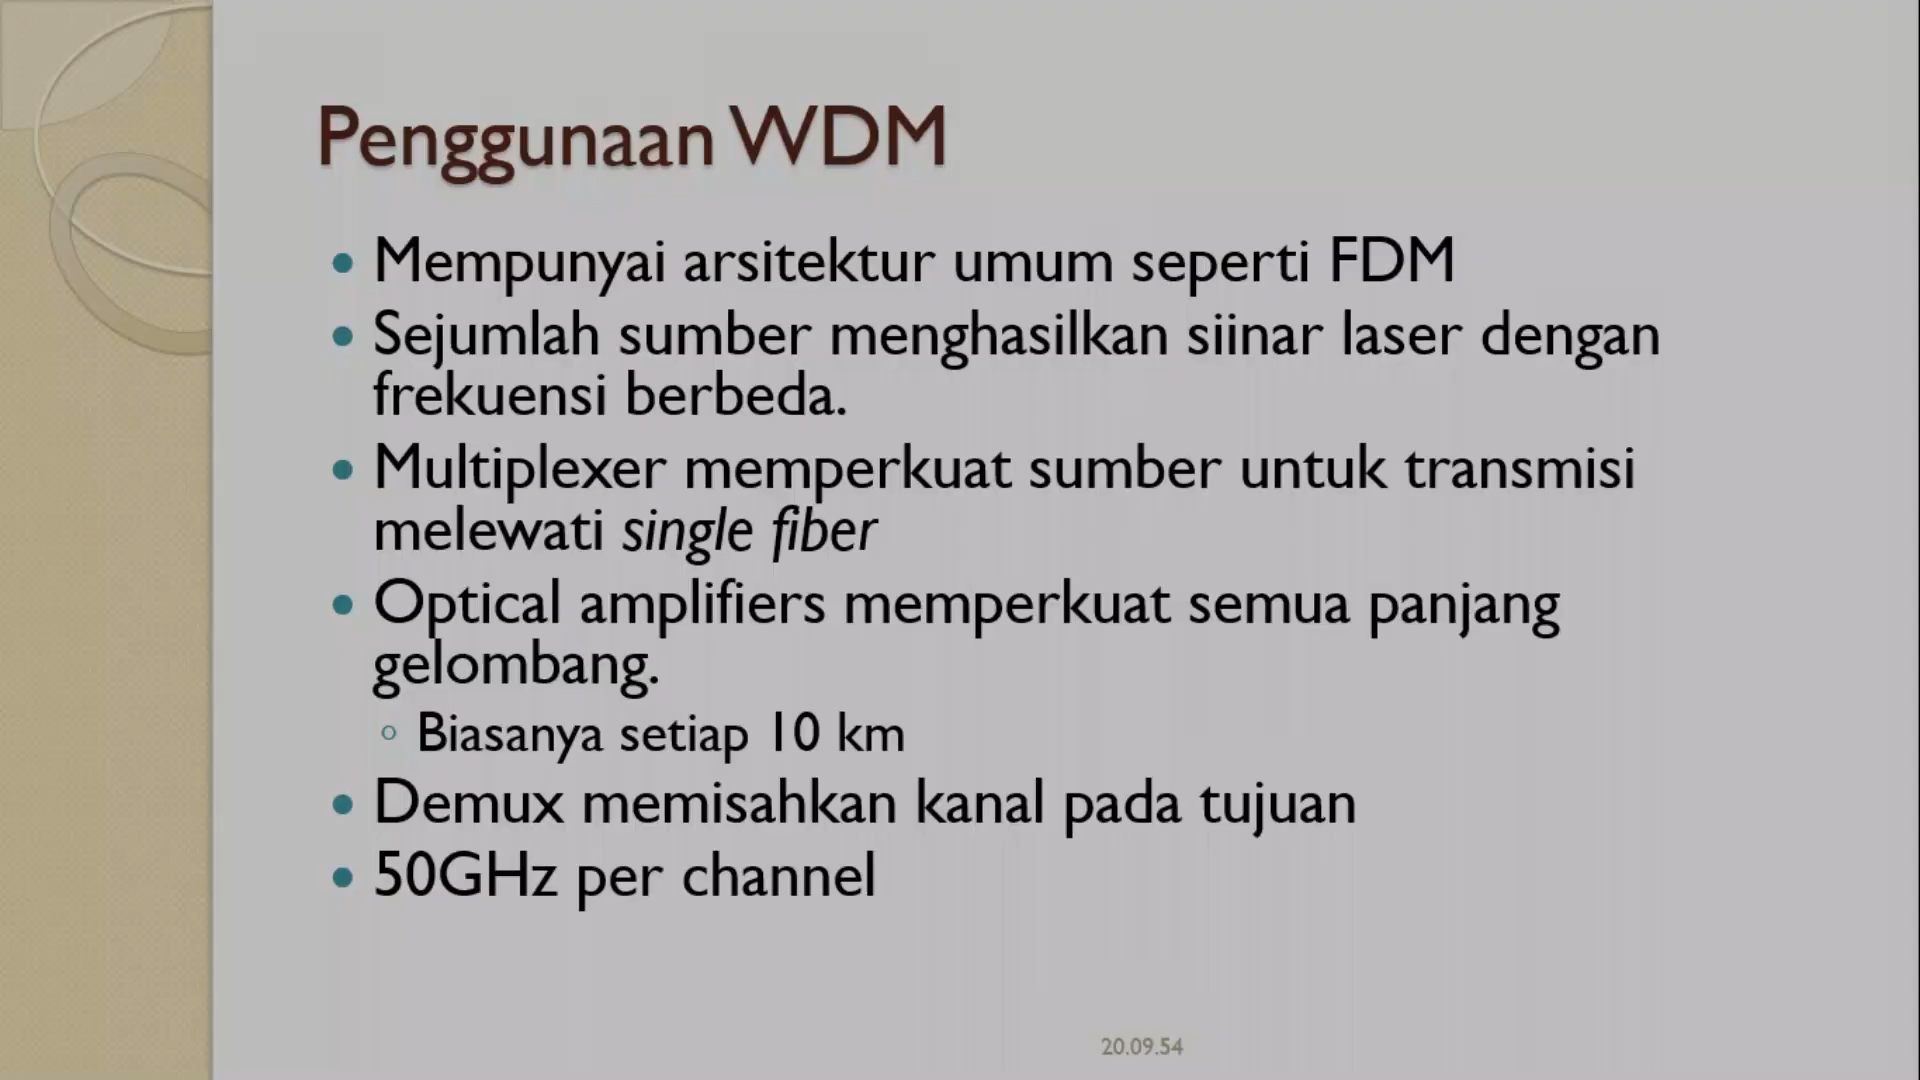 Penggunaan WDM
• Mempunyai arsitektur umum seperti FDM
• Sejumlah sumber menghasilkan siinar laser dengan
frekuensi berbeda.
• Multiplexer memperkuat sumber untuk transmisi
melewati single fiber
• Optical amplifiers memperkuat semua panjang
gelombang.
◦ Biasanya setiap 10 km
• Demux memisahkan kanal pada tujuan
• 50GHz per channel
20.09.54